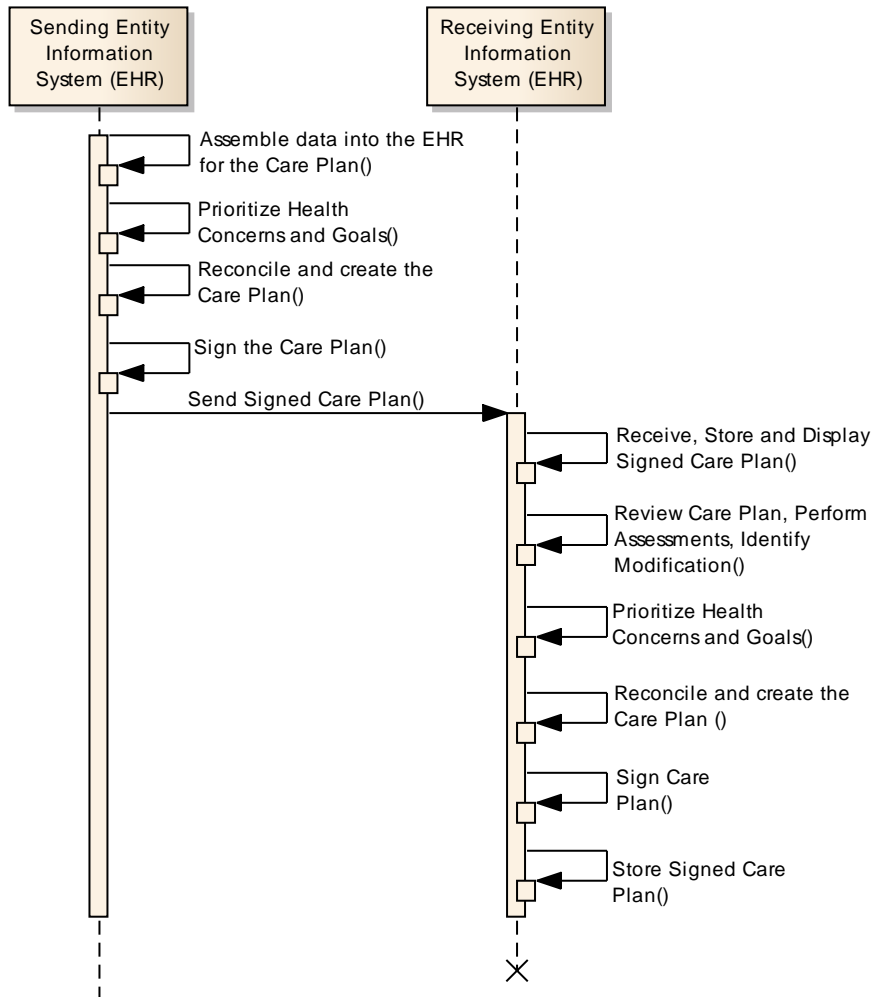 Sending Entity
Information
System (EHR)
Receiving Entity
Information
System (EHR)
Assemble data into the EHR
for the Care Plan()
Prioritize Health
Concerns and Goals()
Reconcile and create the
Care Plan()
Sign the Care Plan()
Send Signed Care Plan()
Receive, Store and Display
Signed Care Plan()
Review Care Plan, Perform
Assessments, Identify
Modification()
Prioritize Health
Concerns and Goals()
Reconcile and create the
Care Plan ()
Sign Care
Plan()
Store Signed Care
Plan()